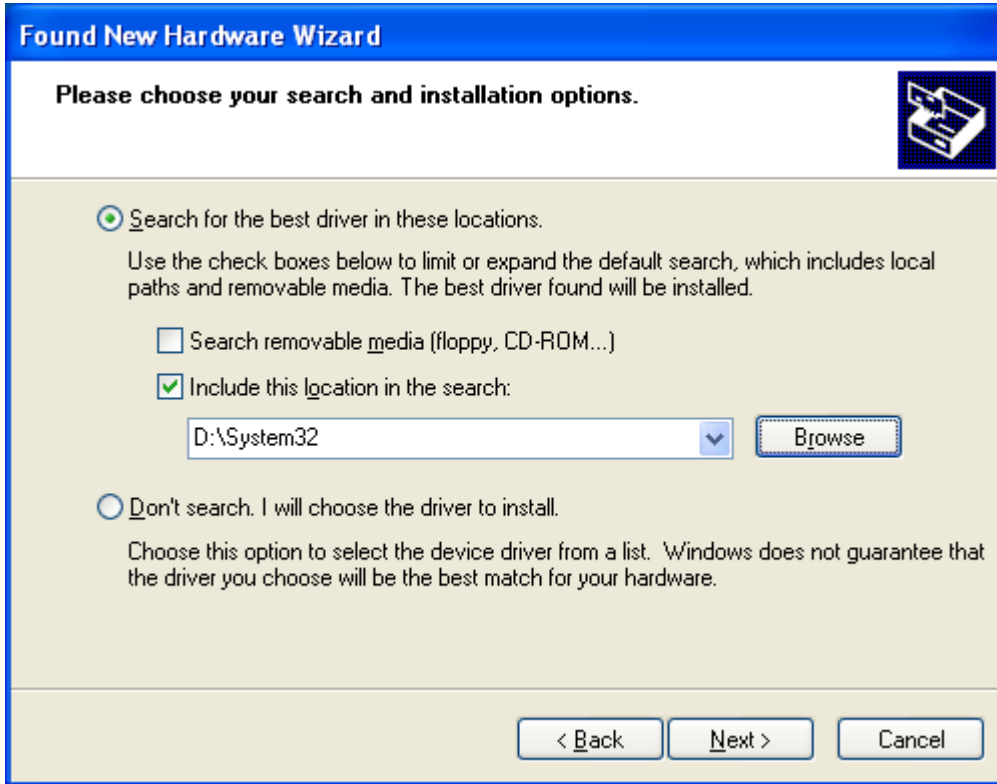 Found New Hardware Wizard
Please choose your search and installation options.
Search for the best driver in these locations.
Use the check boxes below to limit or expand the default search, which includes local
paths and removable media. The best driver found will be installed.
Search removable media (floppy, CD-ROM...)
Include this location in the search:
D:\System32
Browse
Don't search. I will choose the driver to install.
Choose this option to select the device driver from a list.  Windows does not guarantee that
the driver you choose will be the best match for your hardware.
< Back
Next >
Cancel